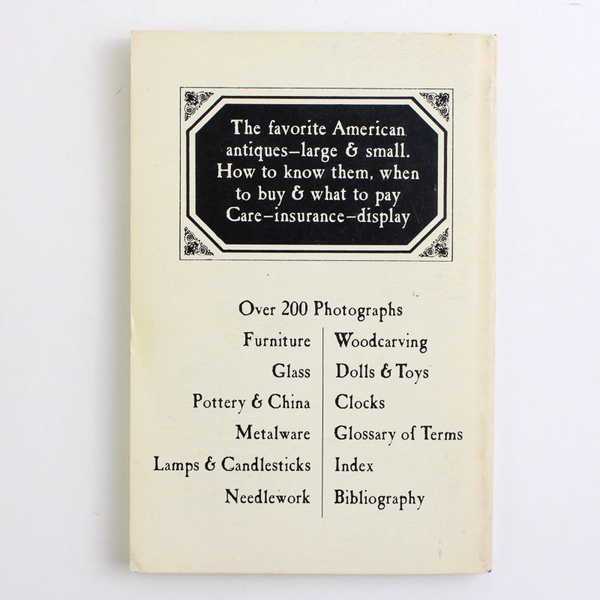 The favorite American
antiques—large & small.
How to know them, when
to buy & what to pay
Care—insurance—display
Over 200 Photographs
Furniture
Glass
Pottery & China
Metalware
Lamps & Candlesticks
Needlework
Woodcarving
Dolls & Toys
Clocks
Glossary of Terms
Index
Bibliography